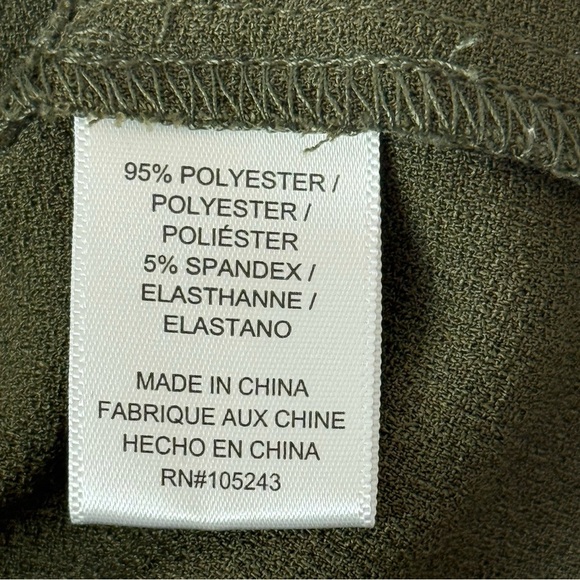 95% POLYESTER /
POLYESTER /
POLIÉSTER
5% SPANDEX /
ELASTHANNE /
ELASTANO
MADE IN CHINA
FABRIQUE AUX CHINE
HECHO EN CHINA
RN#105243